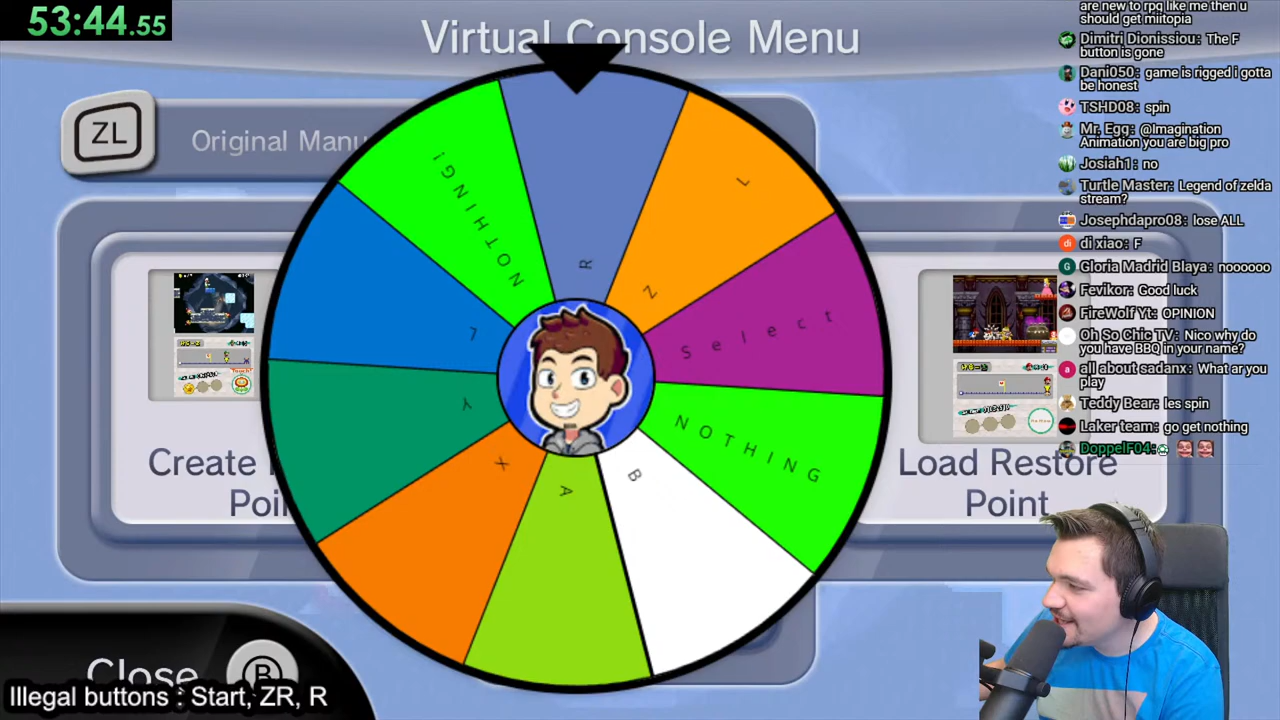 53:44.55
Virtual Console Menu
ZL
Original Manu
Create
Poi
Load Restore
Point
Close
B
Illegal buttons : Start, ZR, R
NOTHING!
R
ZL
Select
NOTHING
B
A
X
Y
L
are new to rpg like me then u
should get miitopia
Dimitri Dionissiou: The F
button is gone
Dani050: game is rigged i gotta
be honest
TSHD08: spin
Mr. Egg: @Imagination
Animation you are big pro
Josiah1: no
Turtle Master: Legend of zelda
stream?
Josephdapro08: lose ALL
di
di xiao: F
G
Gloria Madrid Blaya: noooooo
Fevikor: Good luck
FireWolf Yt: OPINION
Oh So Chic TV: Nico why do
you have BBQ in your name?
a
all about sadanx: What ar you
play
Teddy Bear: les spin
Laker team: go get nothing
DoppelF04: